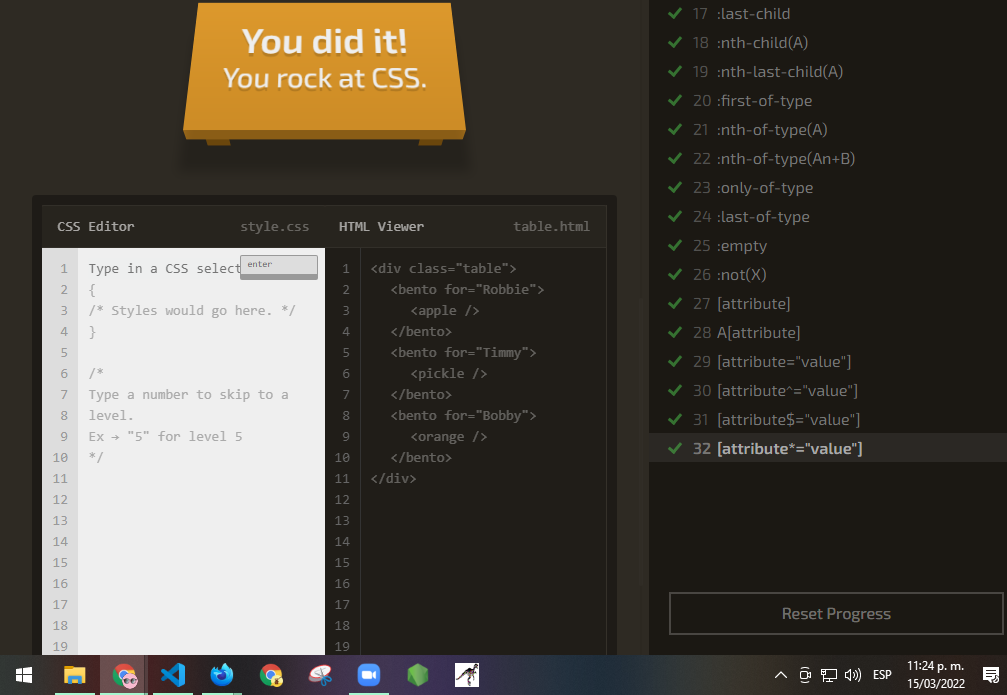 You did it!
You rock at CSS.
CSS Editor style.css HTML Viewer table.html
1 Type in a CSS select enter
2 {
3 /* Styles would go here. */
4 }
5
6 /*
7 Type a number to skip to a
8 level.
9 Ex → "5" for level 5
10 */
11
12
13
14
15
16
17
18
19
1 <div class="table">
2 <bento for="Robbie">
3 <apple />
4 </bento>
5 <bento for="Timmy">
6 <pickle />
7 </bento>
8 <bento for="Bobby">
9 <orange />
10 </bento>
11 </div>
12
13
14
15
16
17
18
19
17 :last-child
18 :nth-child(A)
19 :nth-last-child(A)
20 :first-of-type
21 :nth-of-type(A)
22 :nth-of-type(An+B)
23 :only-of-type
24 :last-of-type
25 :empty
26 :not(X)
27 [attribute]
28 A[attribute]
29 [attribute="value"]
30 [attribute^="value"]
31 [attribute$="value"]
32 [attribute*="value"]
Reset Progress
ESP
11:24 p. m.
15/03/2022